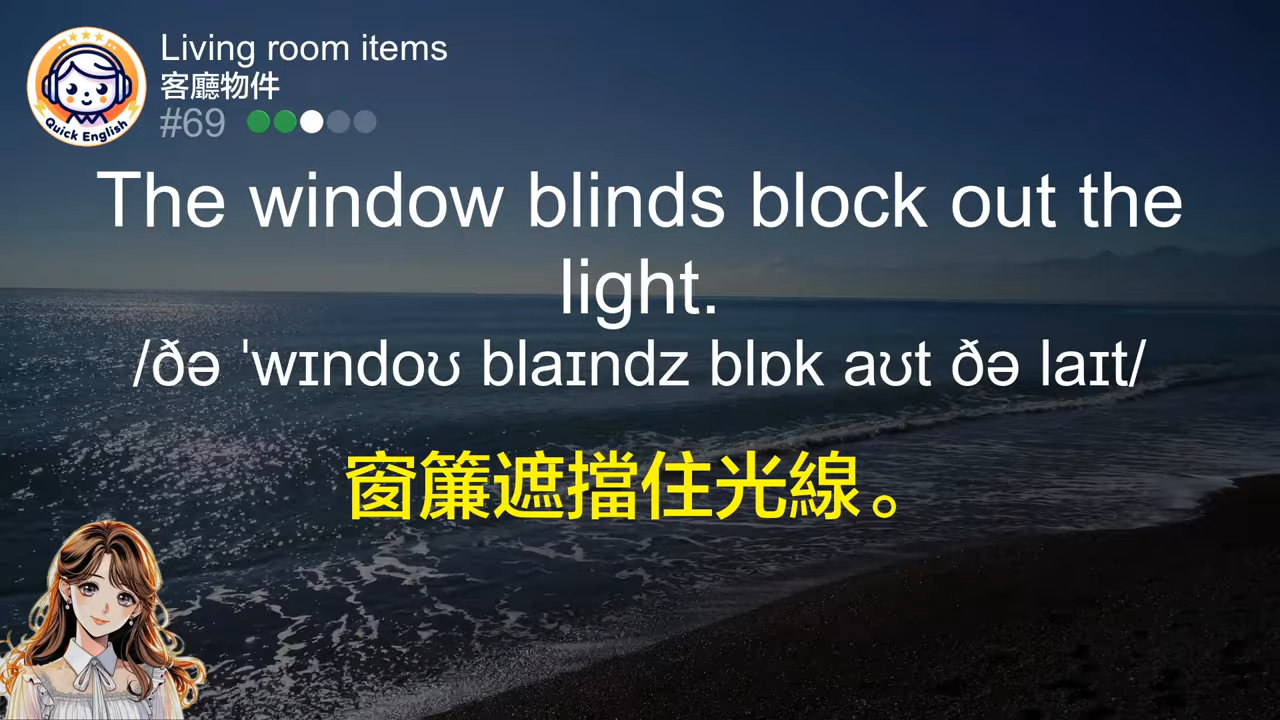 Living room items
客廳物件
#69
Quick English
The window blinds block out the
light.
/ðə ˈwɪndoʊ blaɪndz blɒk aʊt ðə laɪt/
窗簾遮擋住光線。